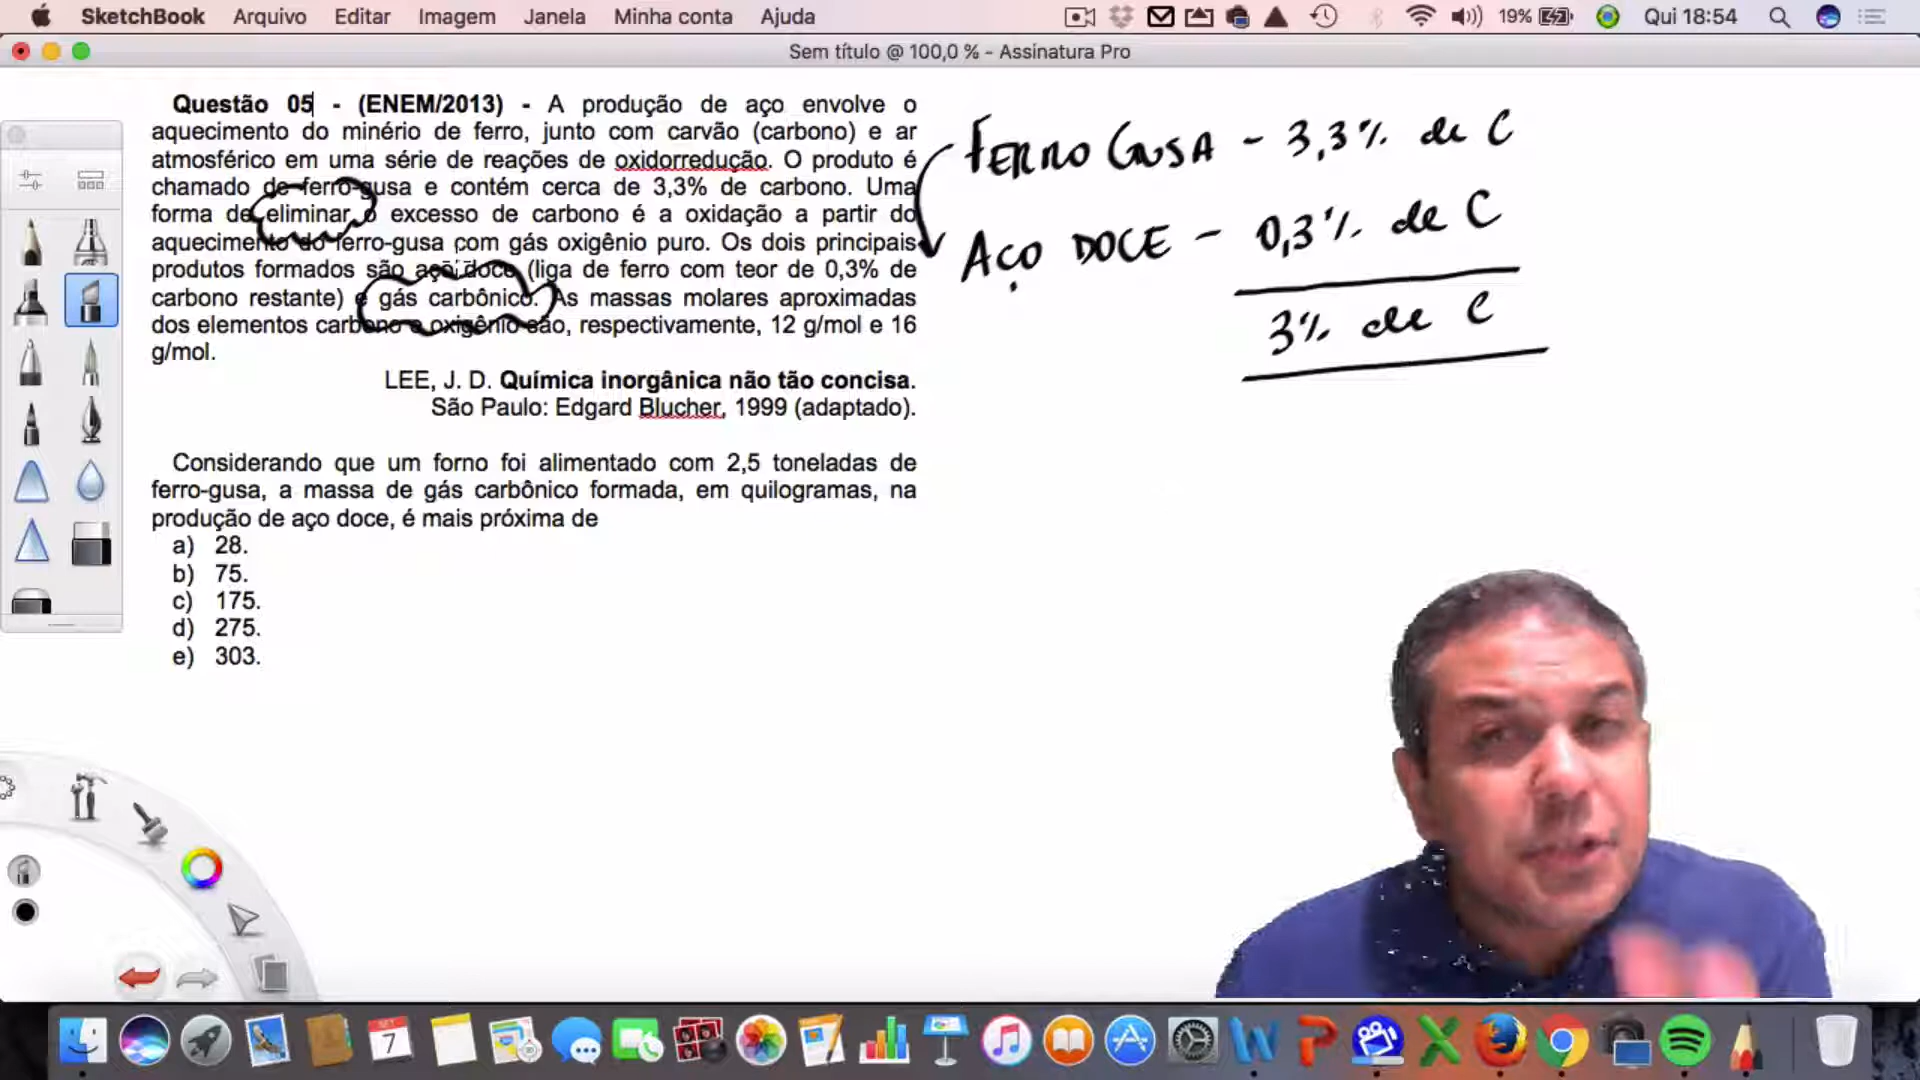 SketchBook Arquivo Editar Imagem Janela Minha conta Ajuda 19% Qui 18:54
Sem título @ 100,0 % - Assinatura Pro
Questão 05 - (ENEM/2013) - A produção de aço envolve o
aquecimento do minério de ferro, junto com carvão (carbono) e ar
atmosférico em uma série de reações de oxidorredução. O produto é
chamado de ferro-gusa e contém cerca de 3,3% de carbono. Uma
forma de eliminar o excesso de carbono é a oxidação a partir do
aquecimento do ferro-gusa com gás oxigênio puro. Os dois principais
produtos formados são aço doce (liga de ferro com teor de 0,3% de
carbono restante) e gás carbônico. As massas molares aproximadas
dos elementos carbono e oxigênio são, respectivamente, 12 g/mol e 16
g/mol.
LEE, J. D. Química inorgânica não tão concisa.
São Paulo: Edgard Blucher, 1999 (adaptado).
Considerando que um forno foi alimentado com 2,5 toneladas de
ferro-gusa, a massa de gás carbônico formada, em quilogramas, na
produção de aço doce, é mais próxima de
a) 28.
b) 75.
c) 175.
d) 275.
e) 303.
FERRO GUSA - 3,3% de C
AÇO DOCE - 0,3% de C
3% de C
SET
7